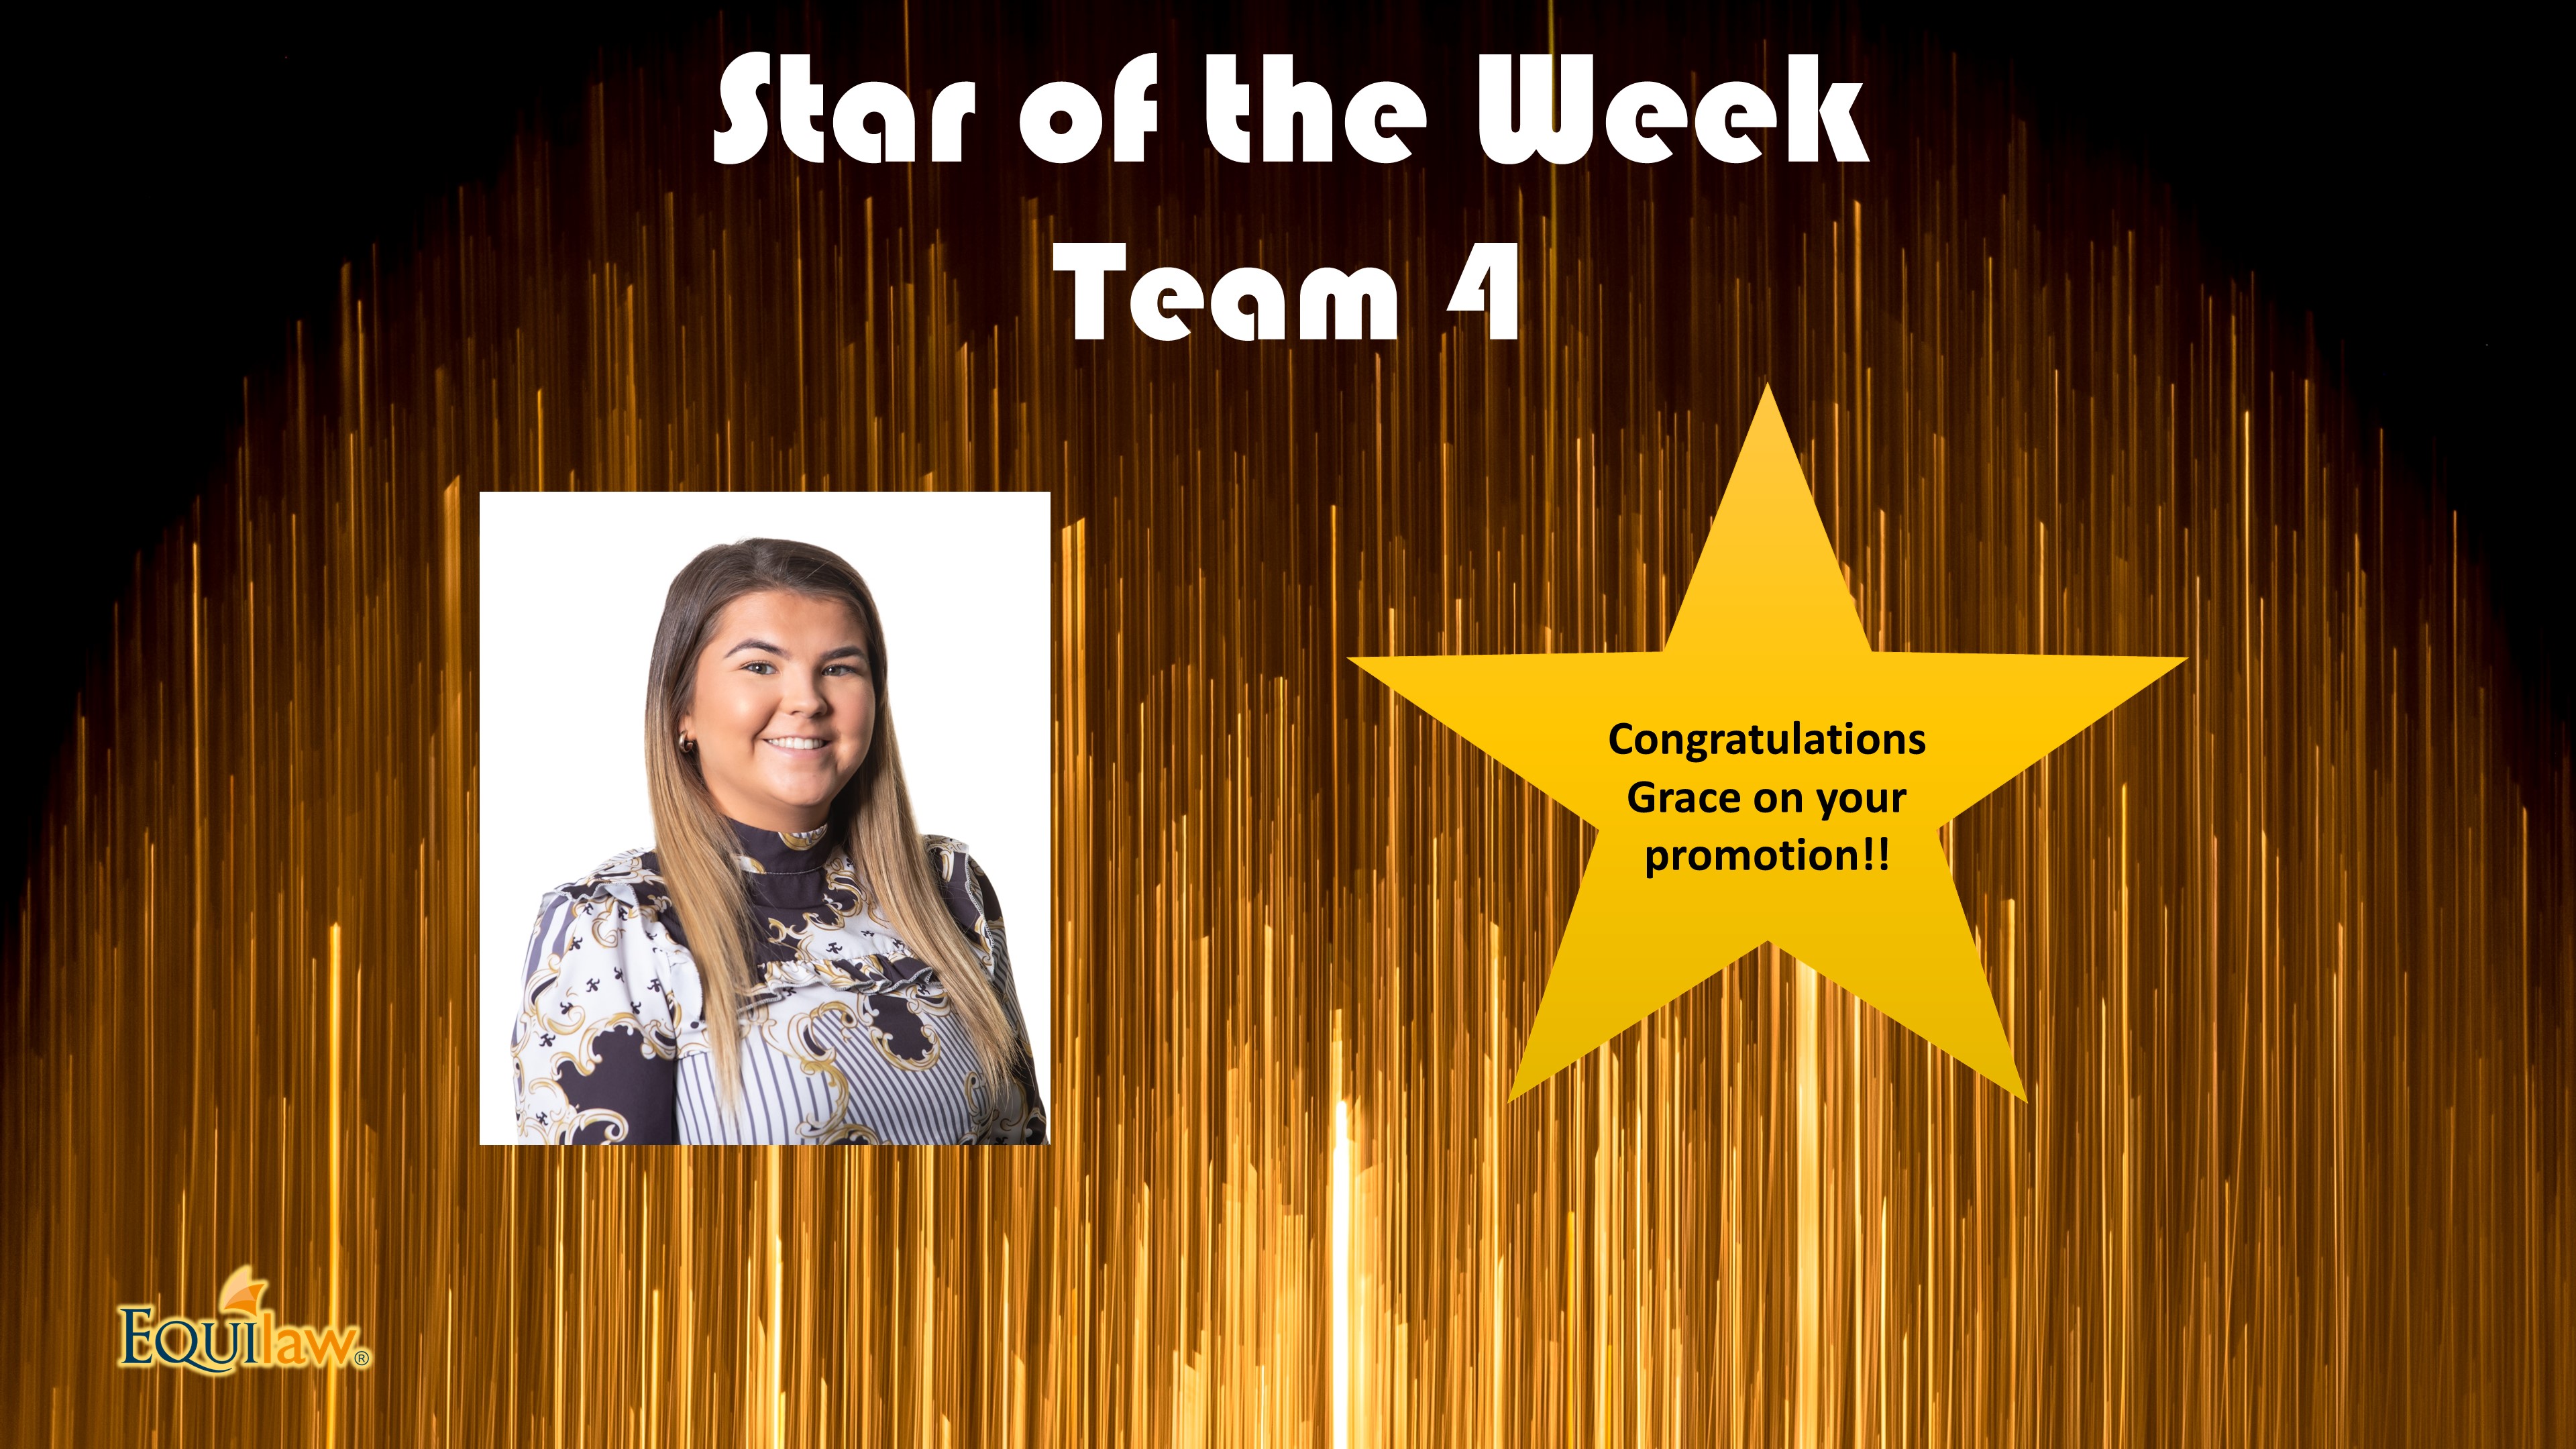 Star of the Week
Team 4
Congratulations
Grace on your
promotion!!
EQUIlaw®